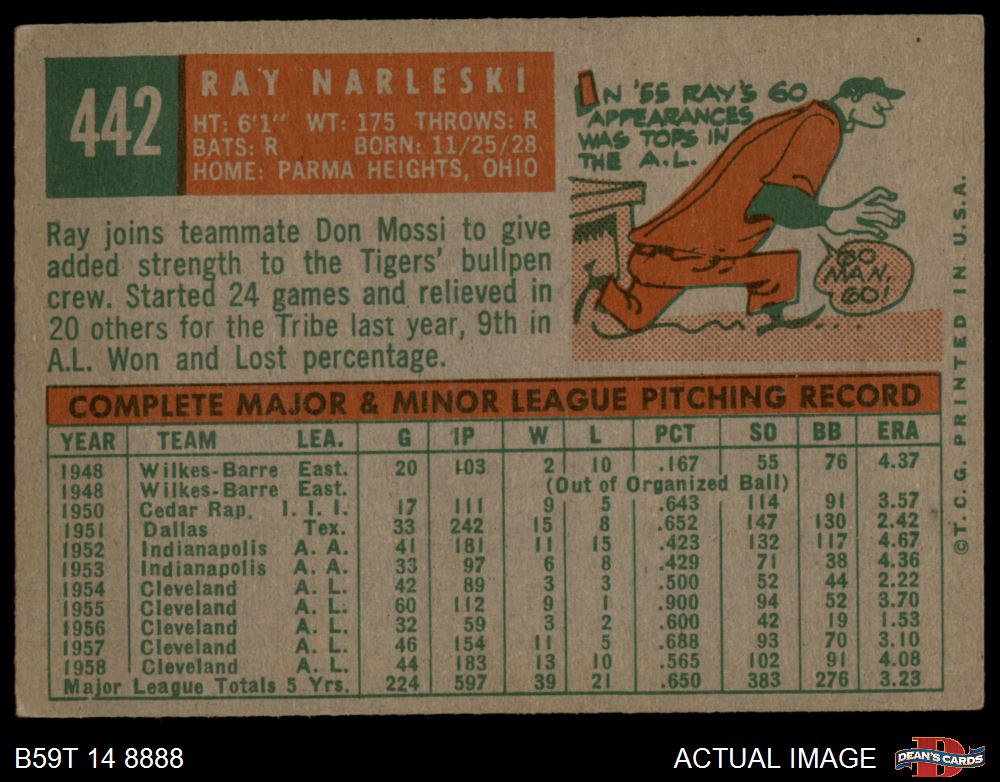 442
RAY NARLESKI
HT: 6'1" WT: 175 THROWS: R
BATS: R BORN: 11/25/28
HOME: PARMA HEIGHTS, OHIO
IN '55 RAY'S 60
APPEARANCES
WAS TOPS IN
THE A.L.
GO
MAN,
GO!
Ray joins teammate Don Mossi to give
added strength to the Tigers' bullpen
crew. Started 24 games and relieved in
20 others for the Tribe last year, 9th in
A.L. Won and Lost percentage.
COMPLETE MAJOR & MINOR LEAGUE PITCHING RECORD
YEAR TEAM LEA. G IP W L PCT SO BB ERA
1948 Wilkes-Barre East. 20 103 2 10 .167 55 76 4.37
1948 Wilkes-Barre East. (Out of Organized Ball)
1950 Cedar Rap. I. I. I. 17 111 9 5 .643 114 91 3.57
1951 Dallas Tex. 33 242 15 8 .652 147 130 2.42
1952 Indianapolis A. A. 41 181 11 15 .423 132 117 4.67
1953 Indianapolis A. A. 33 97 6 8 .429 71 38 4.36
1954 Cleveland A. L. 42 89 3 3 .500 52 44 2.22
1955 Cleveland A. L. 60 112 9 1 .900 94 52 3.70
1956 Cleveland A. L. 32 59 3 2 .600 42 19 1.53
1957 Cleveland A. L. 46 154 11 5 .688 93 70 3.10
1958 Cleveland A. L. 44 183 13 10 .565 102 91 4.08
Major League Totals 5 Yrs. 224 597 39 21 .650 383 276 3.23
©T. C. G. PRINTED IN U.S.A.
B59T 14 8888
ACTUAL IMAGE
D
DEAN'S CARDS